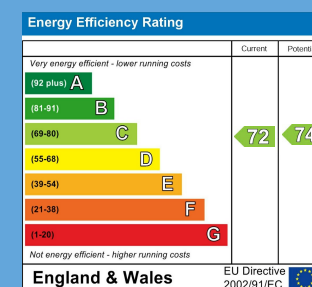 Energy Efficiency Rating
Current
Very energy efficient - lower running costs
(92 plus) A
(81-91) B
(69-80) C
72
74
(55-68) D
(39-54) E
(21-38) F
(1-20) G
Not energy efficient - higher running costs
England & Wales
EU Directive
2002/91/EC